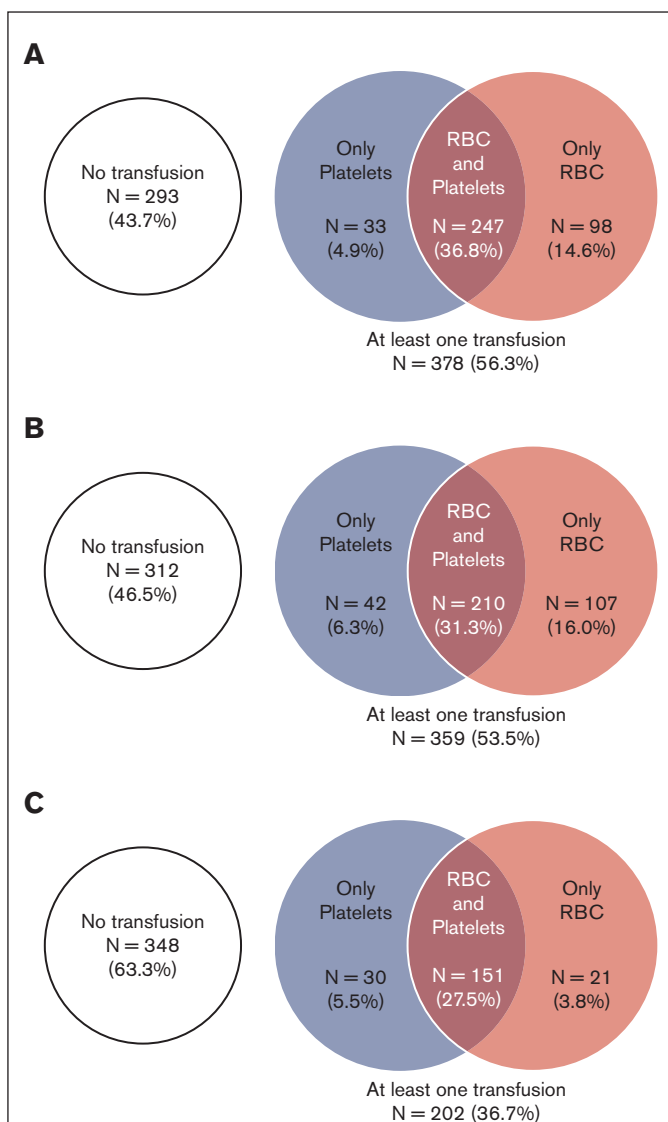 A
No transfusion
N = 293
(43.7%)
Only
Platelets
N = 33
(4.9%)
RBC
and
Platelets
N = 247
(36.8%)
Only
RBC
N = 98
(14.6%)
At least one transfusion
N = 378 (56.3%)
B
No transfusion
N = 312
(46.5%)
Only
Platelets
N = 42
(6.3%)
RBC
and
Platelets
N = 210
(31.3%)
Only
RBC
N = 107
(16.0%)
At least one transfusion
N = 359 (53.5%)
C
No transfusion
N = 348
(63.3%)
Only
Platelets
N = 30
(5.5%)
RBC
and
Platelets
N = 151
(27.5%)
Only
RBC
N = 21
(3.8%)
At least one transfusion
N = 202 (36.7%)